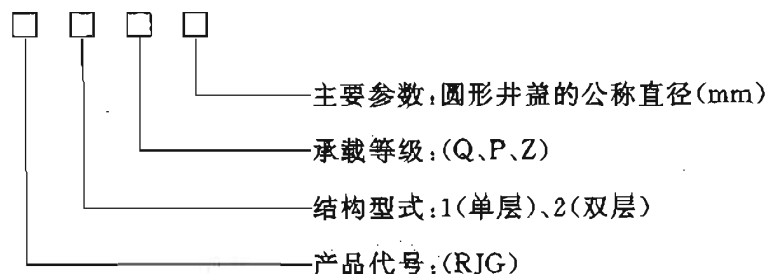 □ □ □ □
主要参数:圆形井盖的公称直径(mm)
承载等级:(Q、P、Z)
结构型式:1(单层)、2(双层)
产品代号:(RJG)